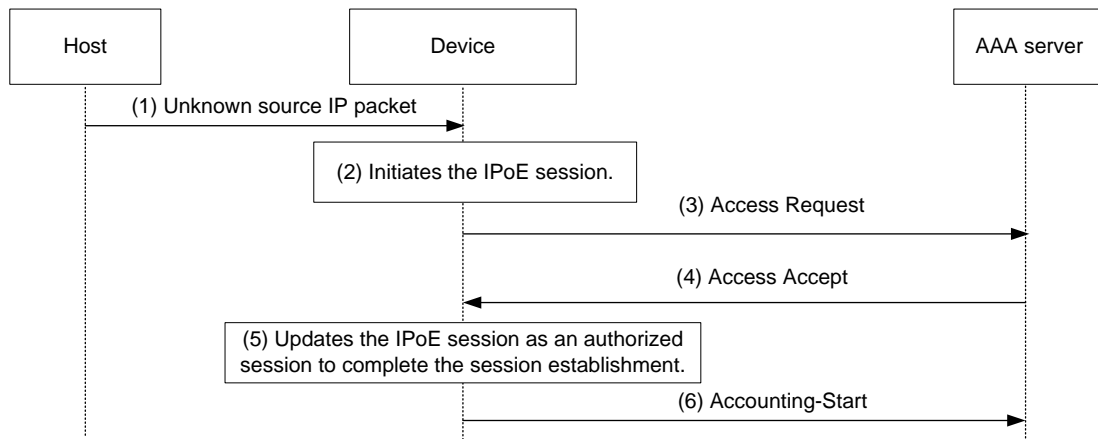 Host
Device
AAA server
(1) Unknown source IP packet
(2) Initiates the IPoE session.
(3) Access Request
(4) Access Accept
(5) Updates the IPoE session as an authorized
session to complete the session establishment.
(6) Accounting-Start